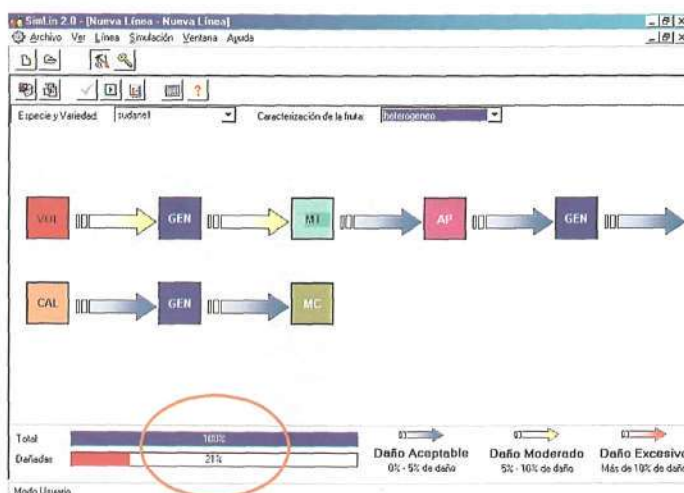 SimLin 2.0 - [Nueva Línea - Nueva Línea]
Archivo Ver Línea Simulación Ventana Ayuda
Especie y Variedad: sudanell Caracterización de la fruta: heterogeneo
GEN MT AP GEN
CAL GEN MC
Total: 100%
Dañadas: 21%
Daño Aceptable Daño Moderado Daño Excesivo
0% - 5% de daño 5% - 10% de daño Más de 10% de daño
Modo Usuario